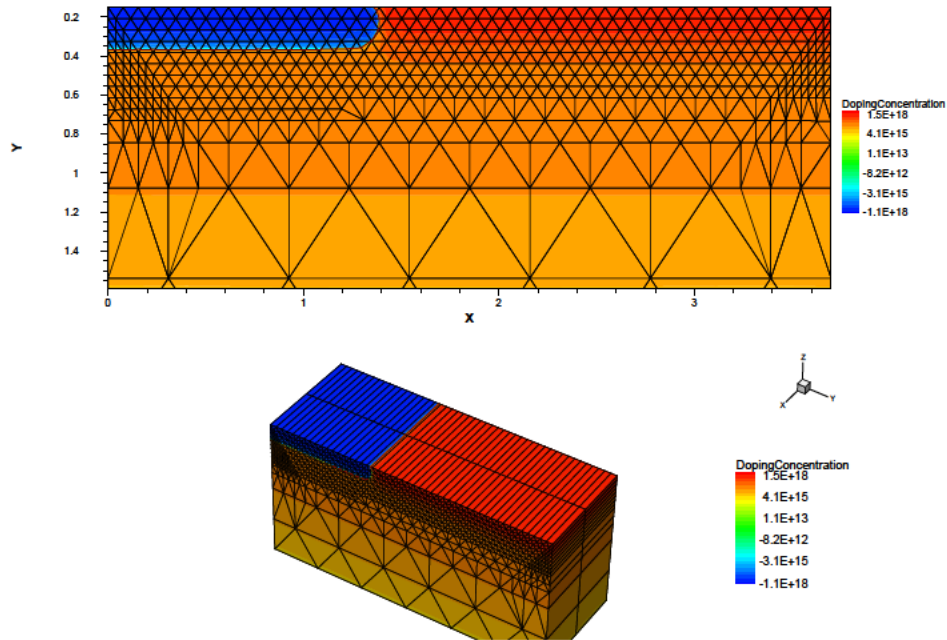 0.2
0.4
0.6
0.8
1
1.2
1.4
Y
0
1
2
3
X
DopingConcentration
1.5E+18
4.1E+15
1.1E+13
-8.2E+12
-3.1E+15
-1.1E+18
Z
X
Y
DopingConcentration
1.5E+18
4.1E+15
1.1E+13
-8.2E+12
-3.1E+15
-1.1E+18